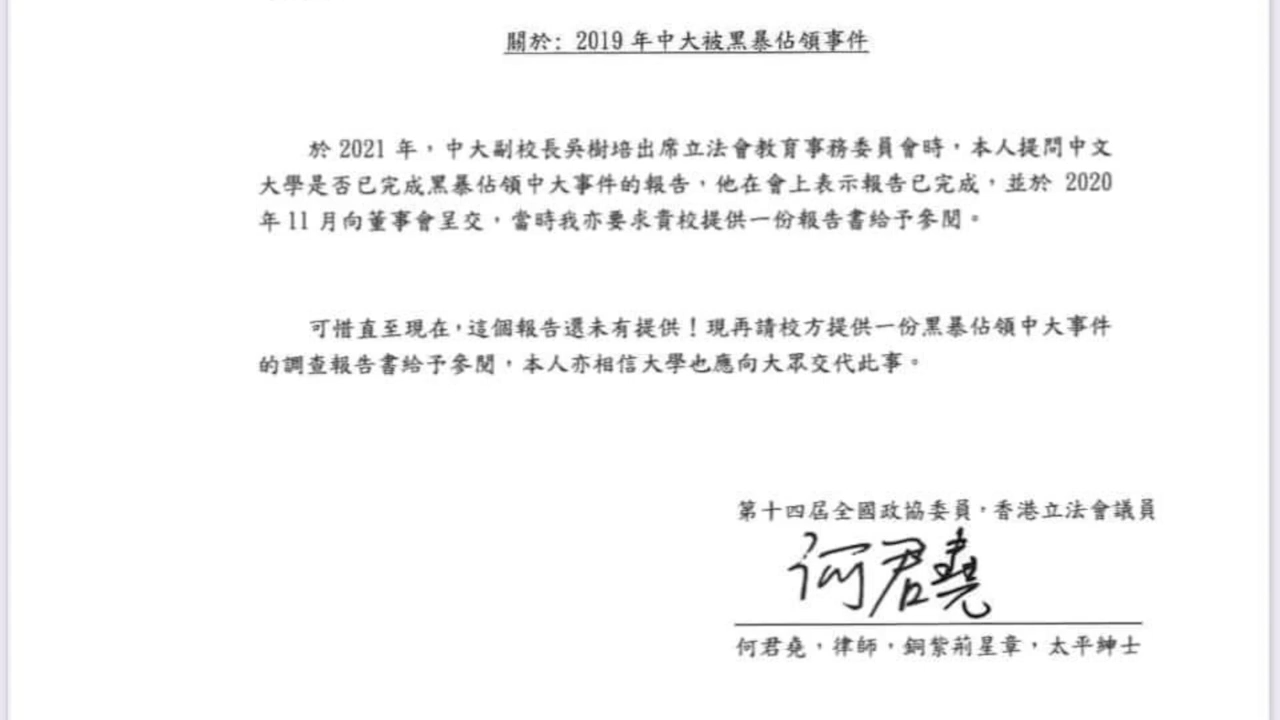 關於: 2019 年中大被黑暴佔領事件
於 2021 年，中大副校長吳樹培出席立法會教育事務委員會時，本人提問中文
大學是否已完成黑暴佔領中大事件的報告，他在會上表示報告已完成，並於 2020
年 11 月向董事會呈交，當時我亦要求貴校提供一份報告書給予參閱。
可惜直至現在，這個報告還未有提供！現再請校方提供一份黑暴佔領中大事件
的調查報告書給予參閱，本人亦相信大學也應向大眾交代此事。
第十四屆全國政協委員，香港立法會議員
何君堯
何君堯，律師，銅紫荊星章，太平紳士